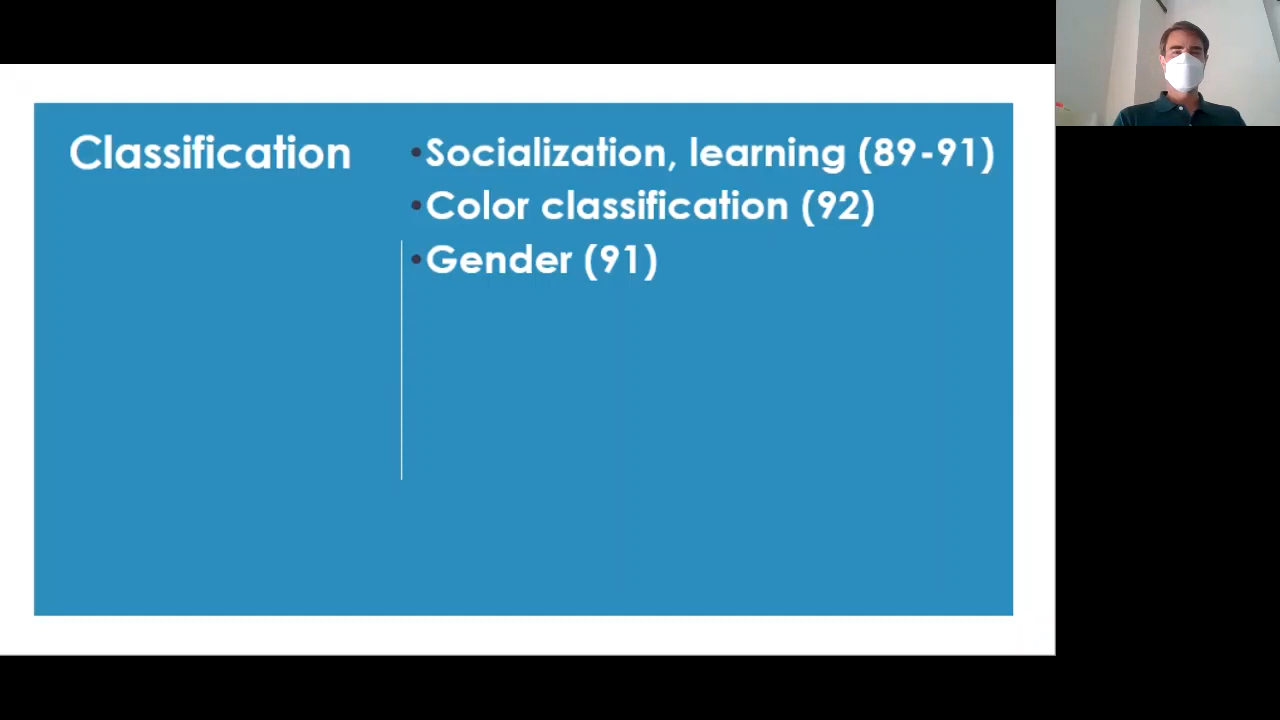 Classification
•Socialization, learning (89-91)
•Color classification (92)
•Gender (91)